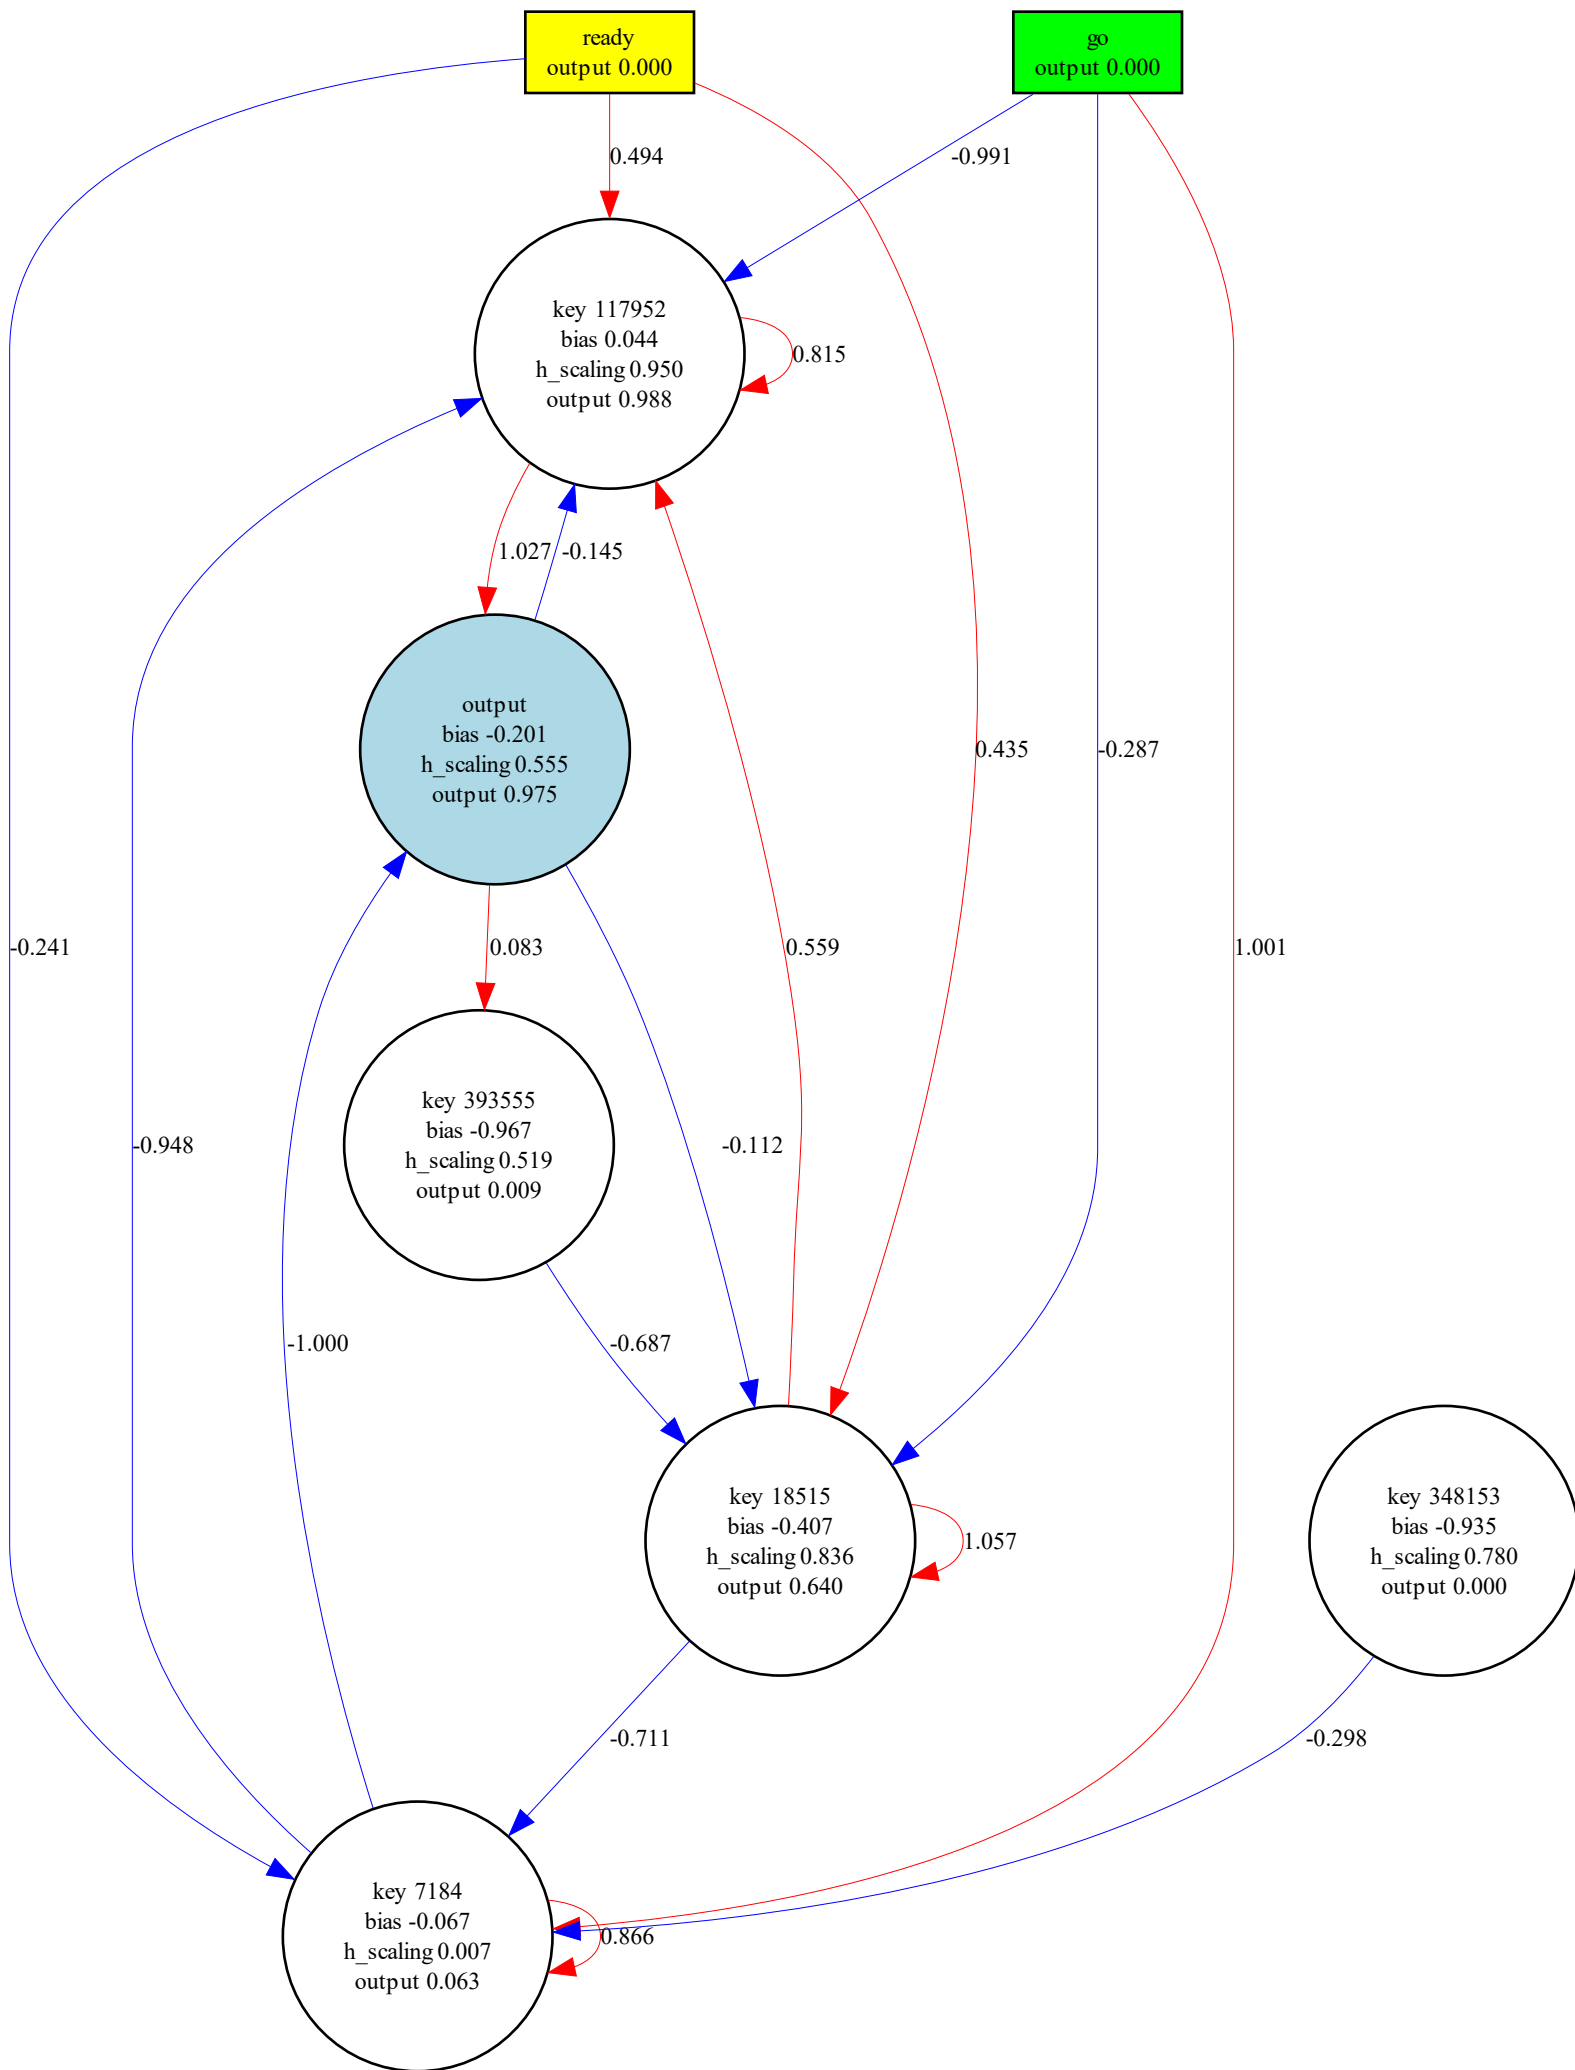 ready
output 0.000
go
output 0.000
0.494
-0.991
key 117952
bias 0.044
h_scaling 0.950
output 0.988
0.815
1.027
-0.145
output
bias -0.201
h_scaling 0.555
output 0.975
0.435
-0.287
-0.241
0.083
0.559
1.001
key 393555
bias -0.967
h_scaling 0.519
output 0.009
-0.948
-0.112
-1.000
-0.687
key 18515
bias -0.407
h_scaling 0.836
output 0.640
1.057
key 348153
bias -0.935
h_scaling 0.780
output 0.000
-0.711
-0.298
key 7184
bias -0.067
h_scaling 0.007
output 0.063
0.866